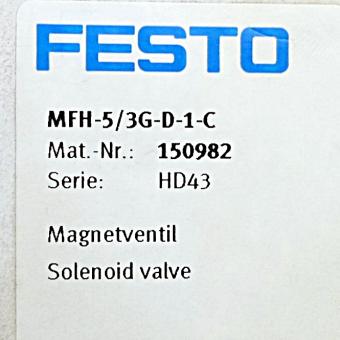 FESTO
MFH-5/3G-D-1-C
Mat.-Nr.: 150982
Serie: HD43
Magnetventil
Solenoid valve